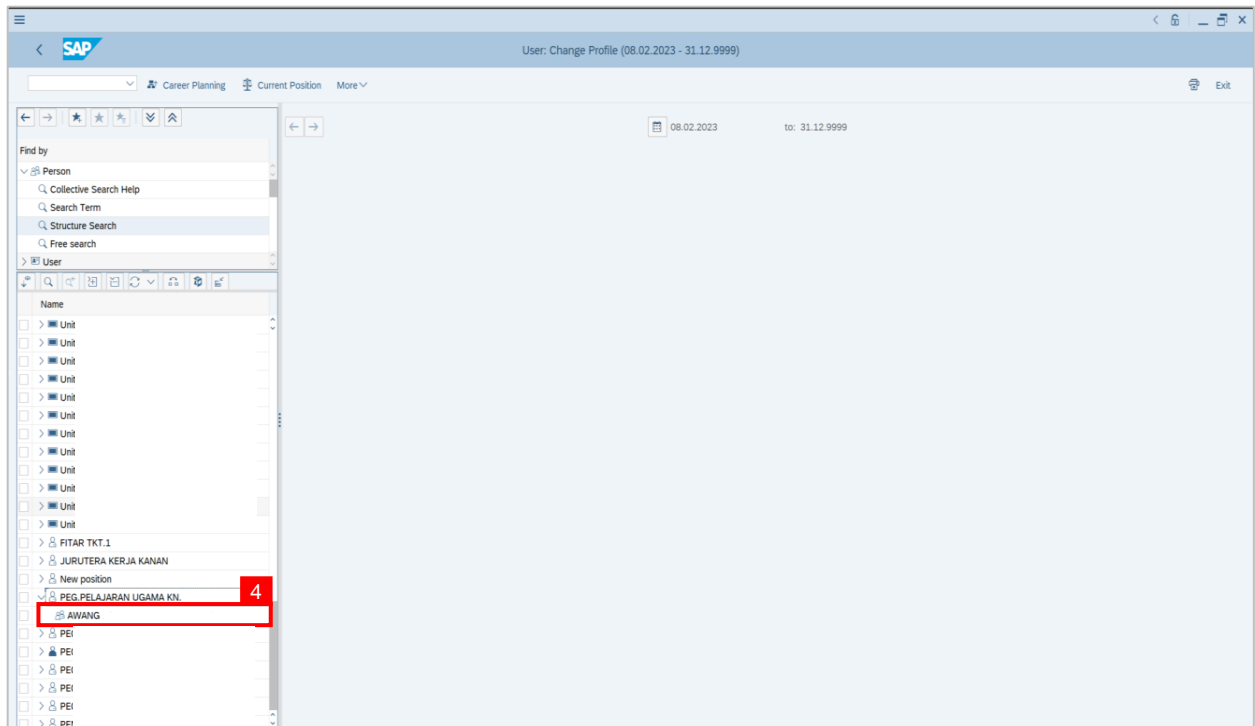 SAP
User: Change Profile (08.02.2023 - 31.12.9999)
Career Planning Current Position More Exit
08.02.2023 to: 31.12.9999
Find by
Person
Collective Search Help
Search Term
Structure Search
Free search
User
Name
Unit
Unit
Unit
Unit
Unit
Unit
Unit
Unit
Unit
Unit
Unit
Unit
FITAR TKT.1
JURUTERA KERJA KANAN
New position
4
PEG.PELAJARAN UGAMA KN.
AWANG